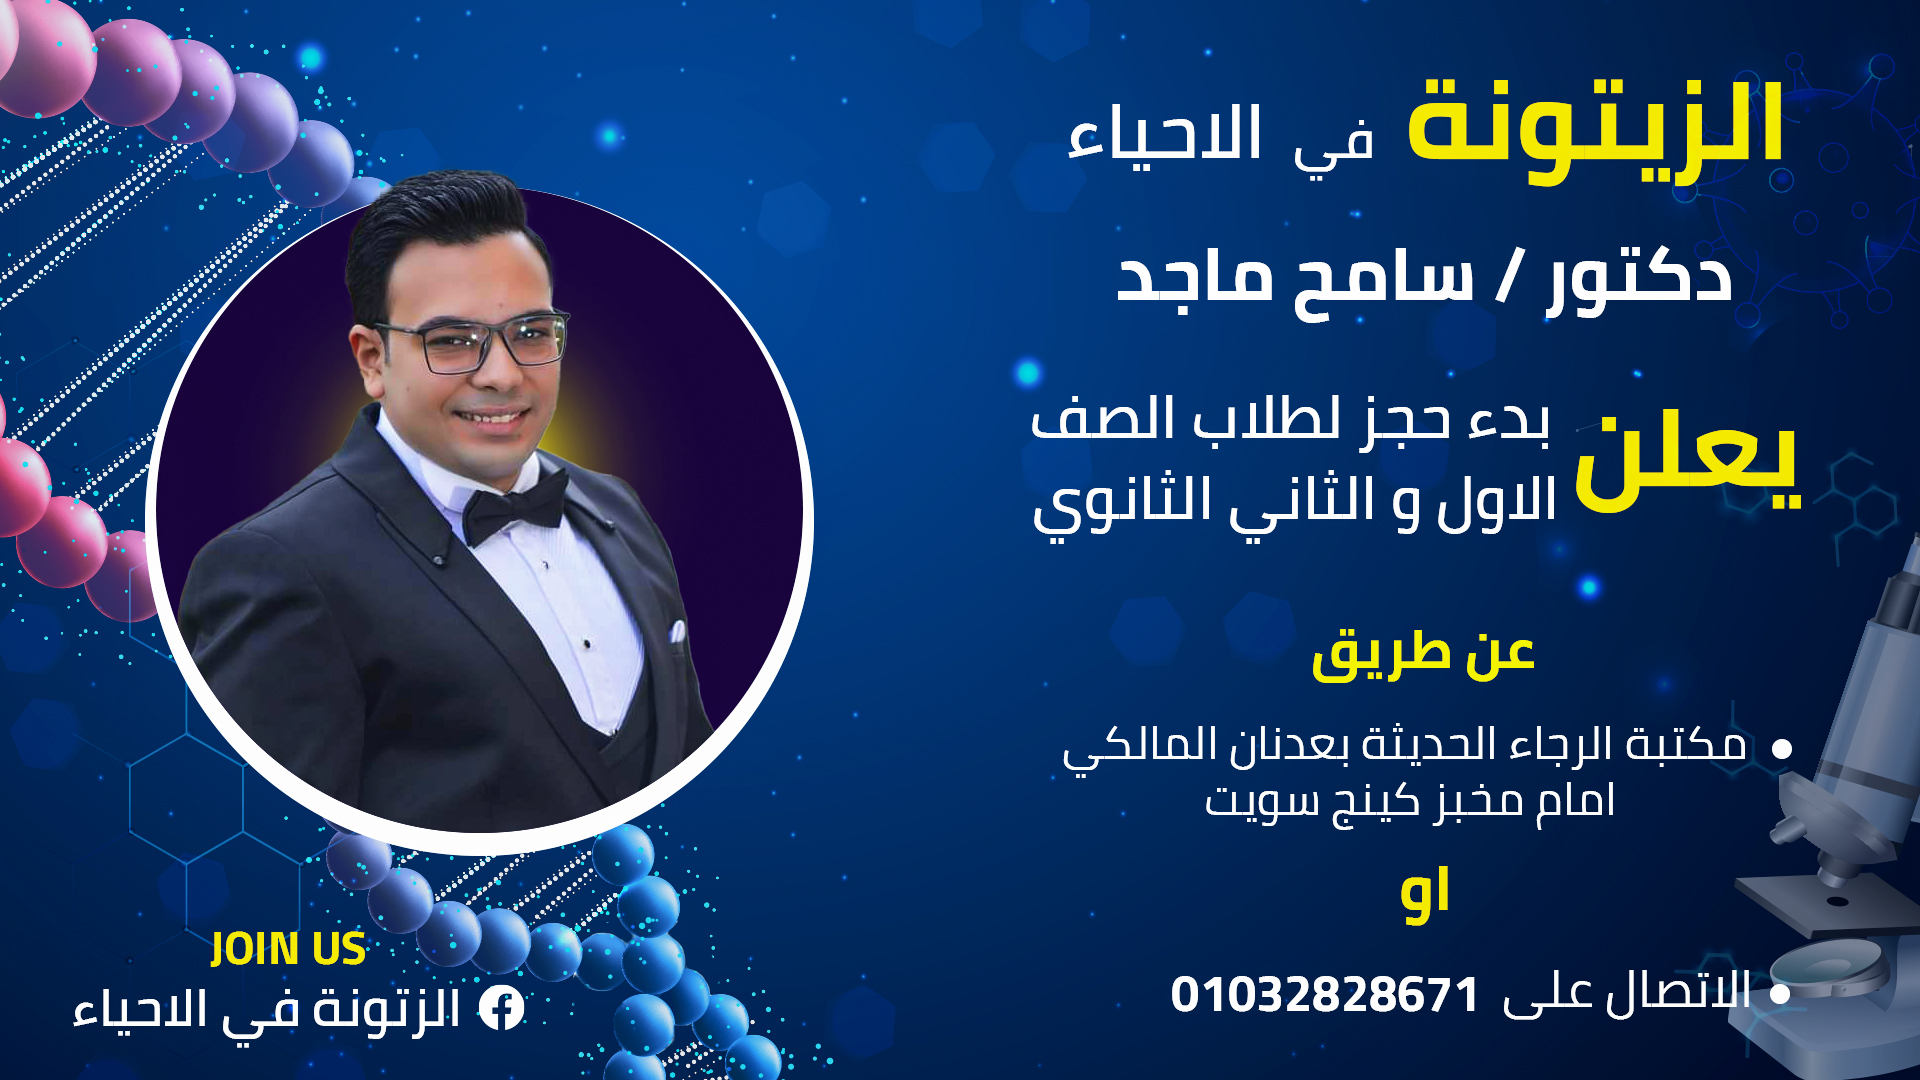 الزيتونة في الاحياء
دكتور / سامح ماجد
يعلن
بدء حجز لطلاب الصف
الاول و الثاني الثانوي
عن طريق
• مكتبة الرجاء الحديثة بعدنان المالكي
امام مخبز كينج سويت
او
• الاتصال على 01032828671
JOIN US
الزتونة في الاحياء